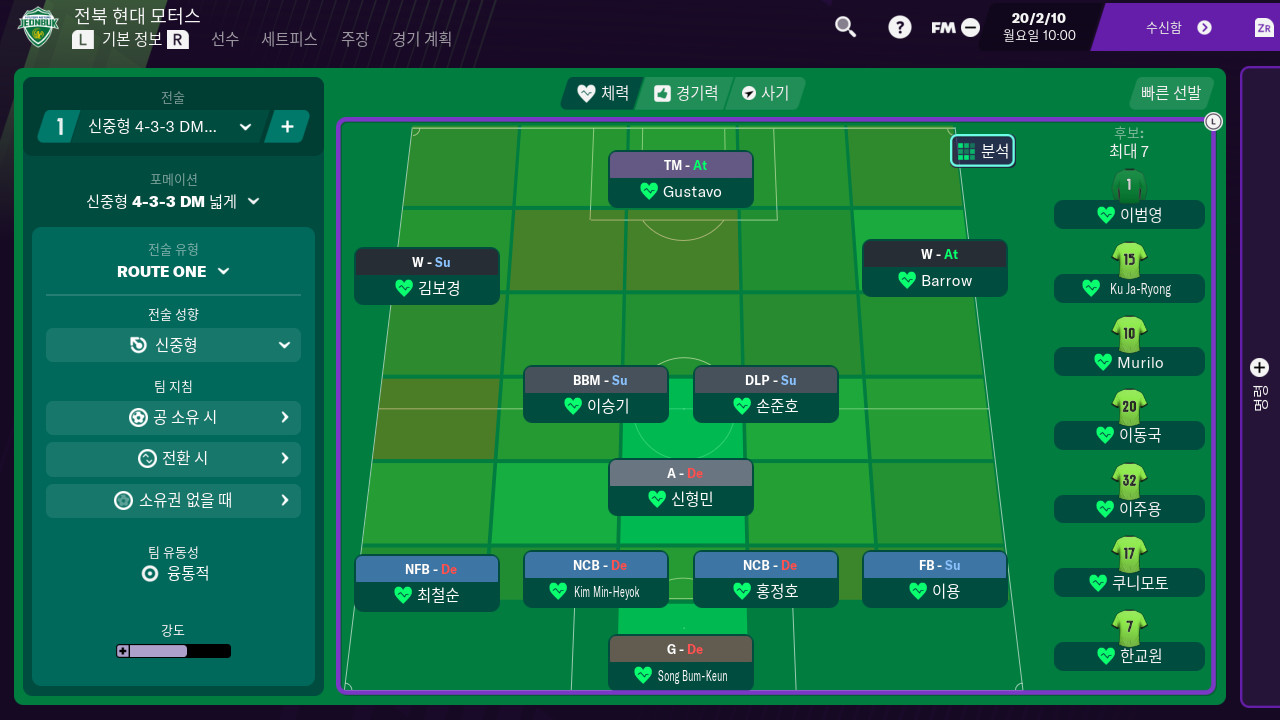 전북 현대 모터스
L 기본 정보 R 선수 세트피스 주장 경기 계획
FM
20/2/10
월요일 10:00
수신함
ZR
전술
1 신중형 4-3-3 DM...
포메이션
신중형 4-3-3 DM 넓게
전술 유형
ROUTE ONE
전술 성향
신중형
팀 지침
공 소유 시
전환 시
소유권 없을 때
팀 유동성
융통적
강도
체력 경기력 사기
빠른 선발
L
분석
TM - At
Gustavo
W - Su
김보경
W - At
Barrow
BBM - Su
이승기
DLP - Su
손준호
A - De
신형민
NFB - De
최철순
NCB - De
Kim Min-Heyok
NCB - De
홍정호
FB - Su
이용
G - De
Song Bum-Keun
후보:
최대 7
1
이범영
15
Ku Ja-Ryong
10
Murilo
20
이동국
32
이주용
17
쿠니모토
7
한교원
명단